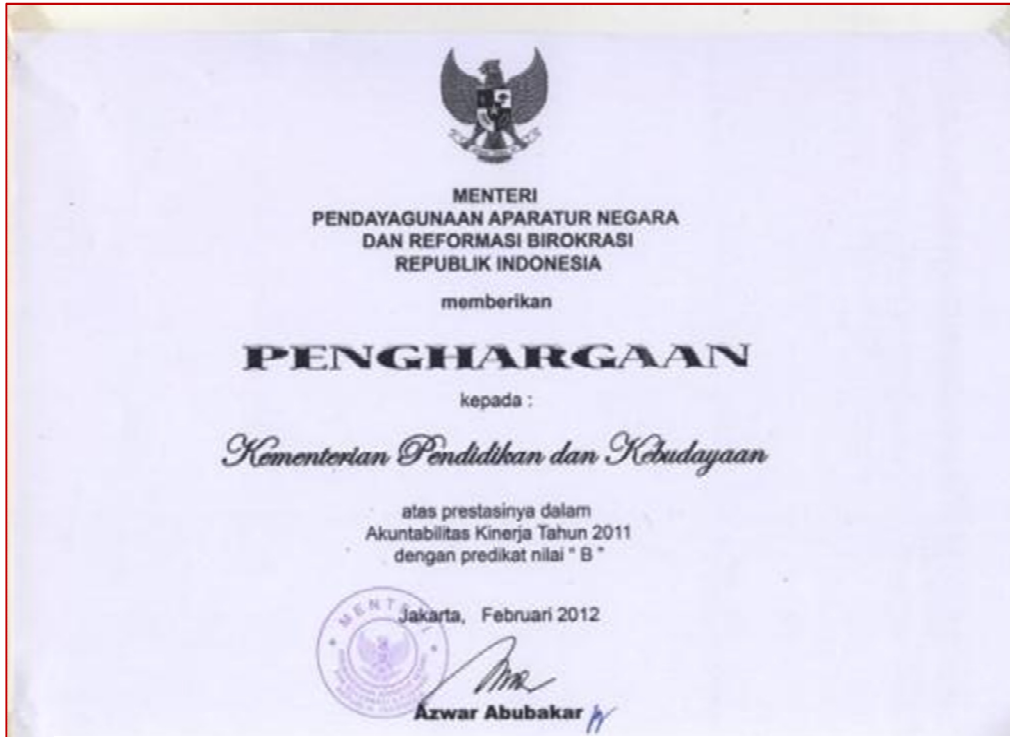 MENTERI
PENDAYAGUNAAN APARATUR NEGARA
DAN REFORMASI BIROKRASI
REPUBLIK INDONESIA
memberikan
PENGHARGAAN
kepada :
Kementerian Pendidikan dan Kebudayaan
atas prestasinya dalam
Akuntabilitas Kinerja Tahun 2011
dengan predikat nilai " B "
Jakarta, Februari 2012
MENTERI
Azwar Abubakar